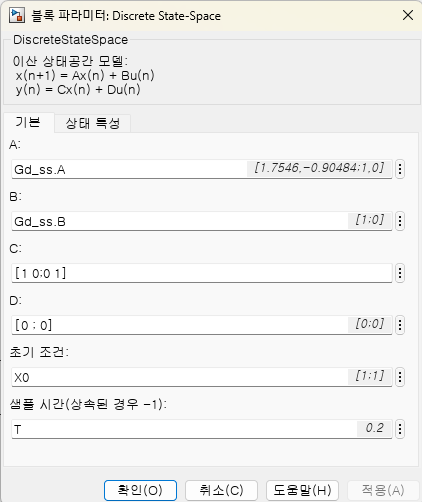 블록 파라미터: Discrete State-Space
DiscreteStateSpace
이산 상태공간 모델:
x(n+1) = Ax(n) + Bu(n)
y(n) = Cx(n) + Du(n)
기본 상태 특성
A:
Gd_ss.A [1.7546,-0.90484:1,0]
B:
Gd_ss.B [1:0]
C:
[1 0:0 1]
D:
[0 ; 0] [0:0]
초기 조건:
X0 [1:1]
샘플 시간(상속된 경우 -1):
T 0.2
확인(O) 취소(C) 도움말(H) 적용(A)